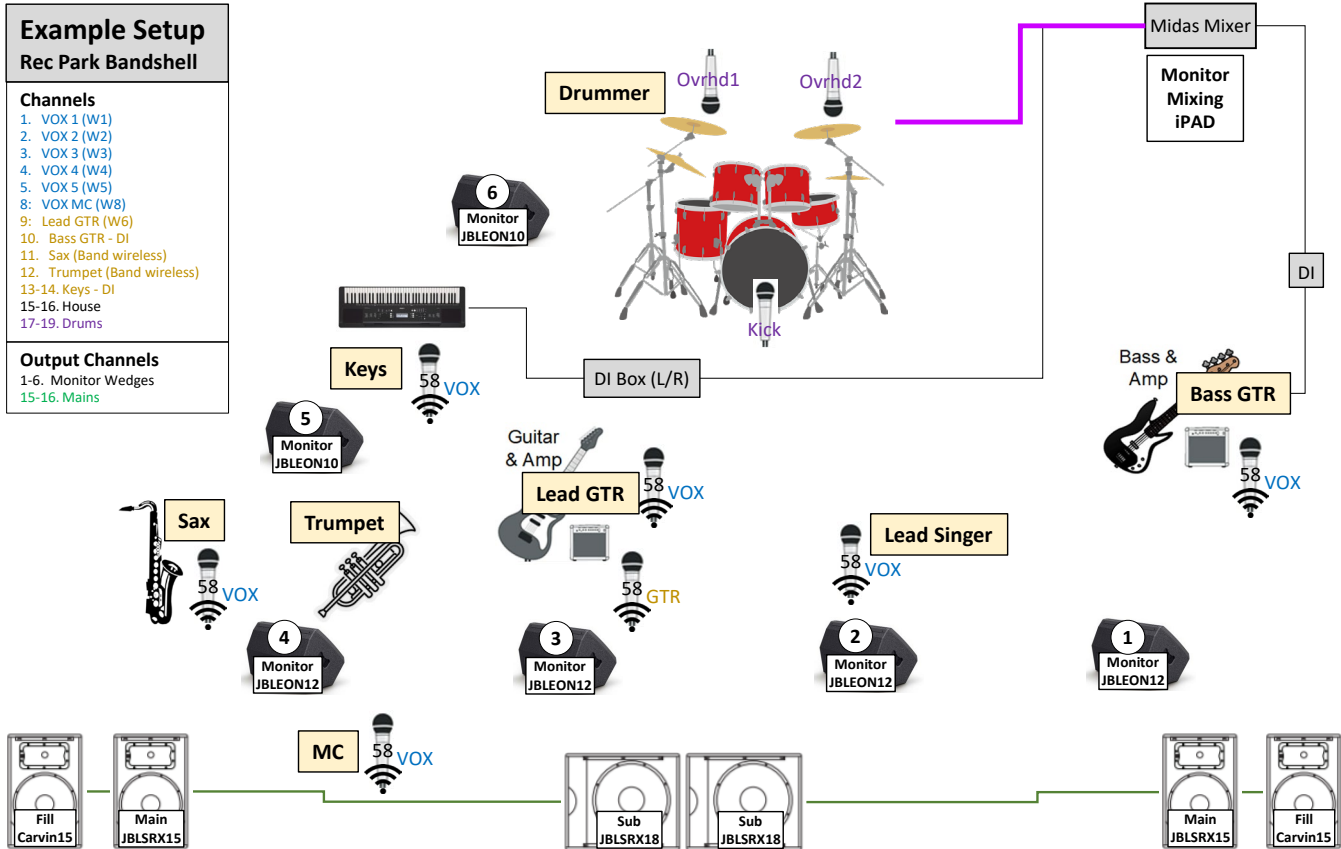 Example Setup
Rec Park Bandshell
Channels
1. VOX 1 (W1)
2. VOX 2 (W2)
3. VOX 3 (W3)
4. VOX 4 (W4)
5. VOX 5 (W5)
8: VOX MC (W8)
9: Lead GTR (W6)
10. Bass GTR - DI
11. Sax (Band wireless)
12. Trumpet (Band wireless)
13-14. Keys - DI
15-16. House
17-19. Drums
Output Channels
1-6. Monitor Wedges
15-16. Mains
Midas Mixer
Monitor
Mixing
iPAD
Drummer
Ovrhd1
Ovrhd2
Kick
6
Monitor
JBLEON10
DI
Keys
58 VOX
DI Box (L/R)
Bass &
Amp
Bass GTR
58 VOX
5
Monitor
JBLEON10
Guitar
& Amp
Lead GTR
58 VOX
58 GTR
Sax
58 VOX
Trumpet
Lead Singer
58 VOX
4
Monitor
JBLEON12
3
Monitor
JBLEON12
2
Monitor
JBLEON12
1
Monitor
JBLEON12
MC
58 VOX
Fill
Carvin15
Main
JBLSRX15
Sub
JBLSRX18
Sub
JBLSRX18
Main
JBLSRX15
Fill
Carvin15